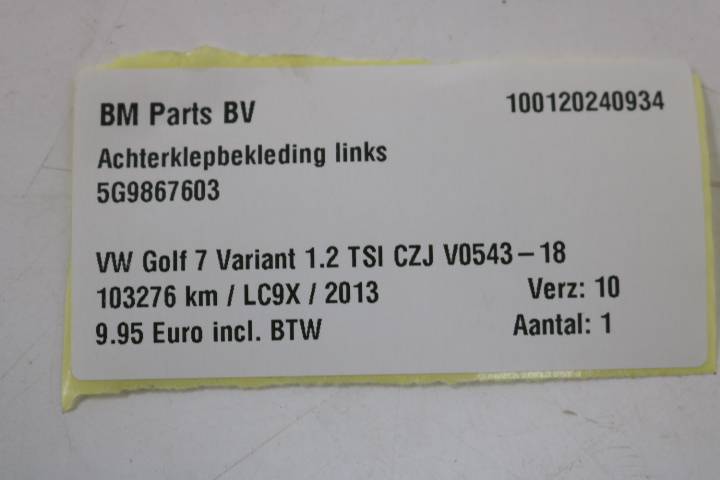 BM Parts BV 100120240934
Achterklepbekleding links
5G9867603
VW Golf 7 Variant 1.2 TSI CZJ V0543-18
103276 km / LC9X / 2013 Verz: 10
9.95 Euro incl. BTW Aantal: 1